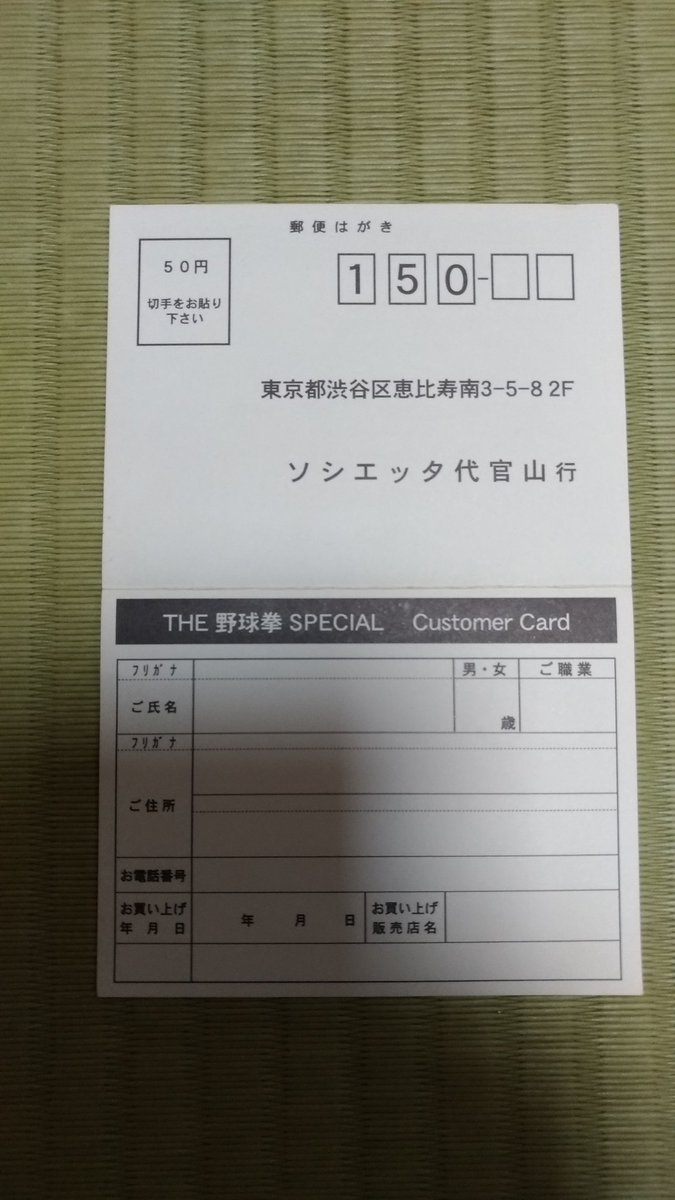 郵便はがき
50円
切手をお貼り
下さい
150-
東京都渋谷区恵比寿南3-5-8 2F
ソシエッタ代官山行
THE 野球拳 SPECIAL Customer Card
フリガナ
男・女
ご職業
ご氏名
歳
フリガナ
ご住所
お電話番号
お買い上げ
年月日
年 月 日
お買い上げ
販売店名